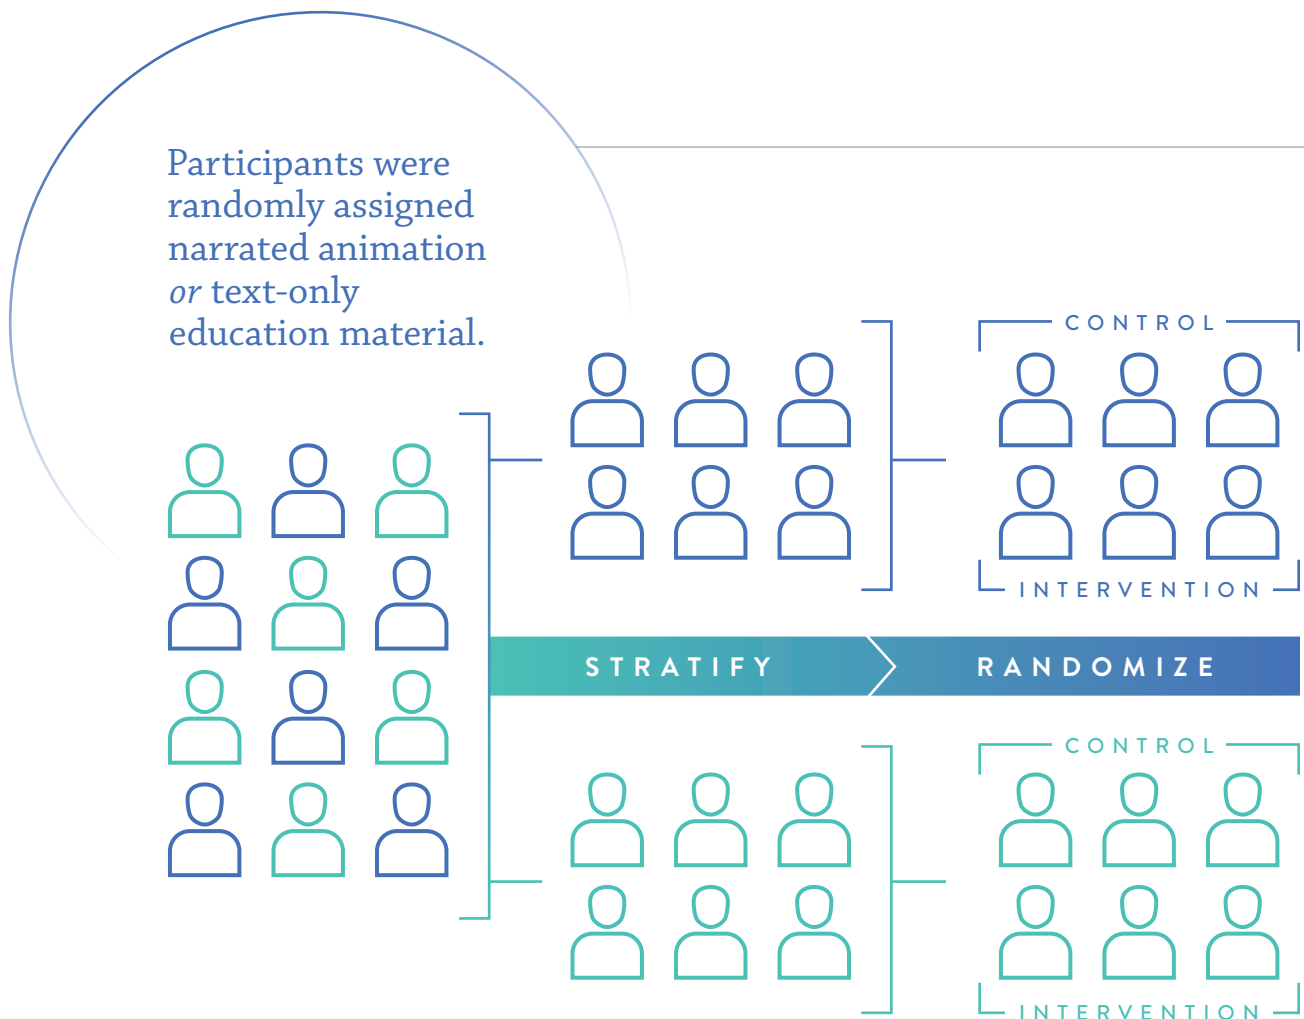 Participants were
randomly assigned
narrated animation
or text-only
education material.
CONTROL
INTERVENTION
STRATIFY
RANDOMIZE
CONTROL
INTERVENTION